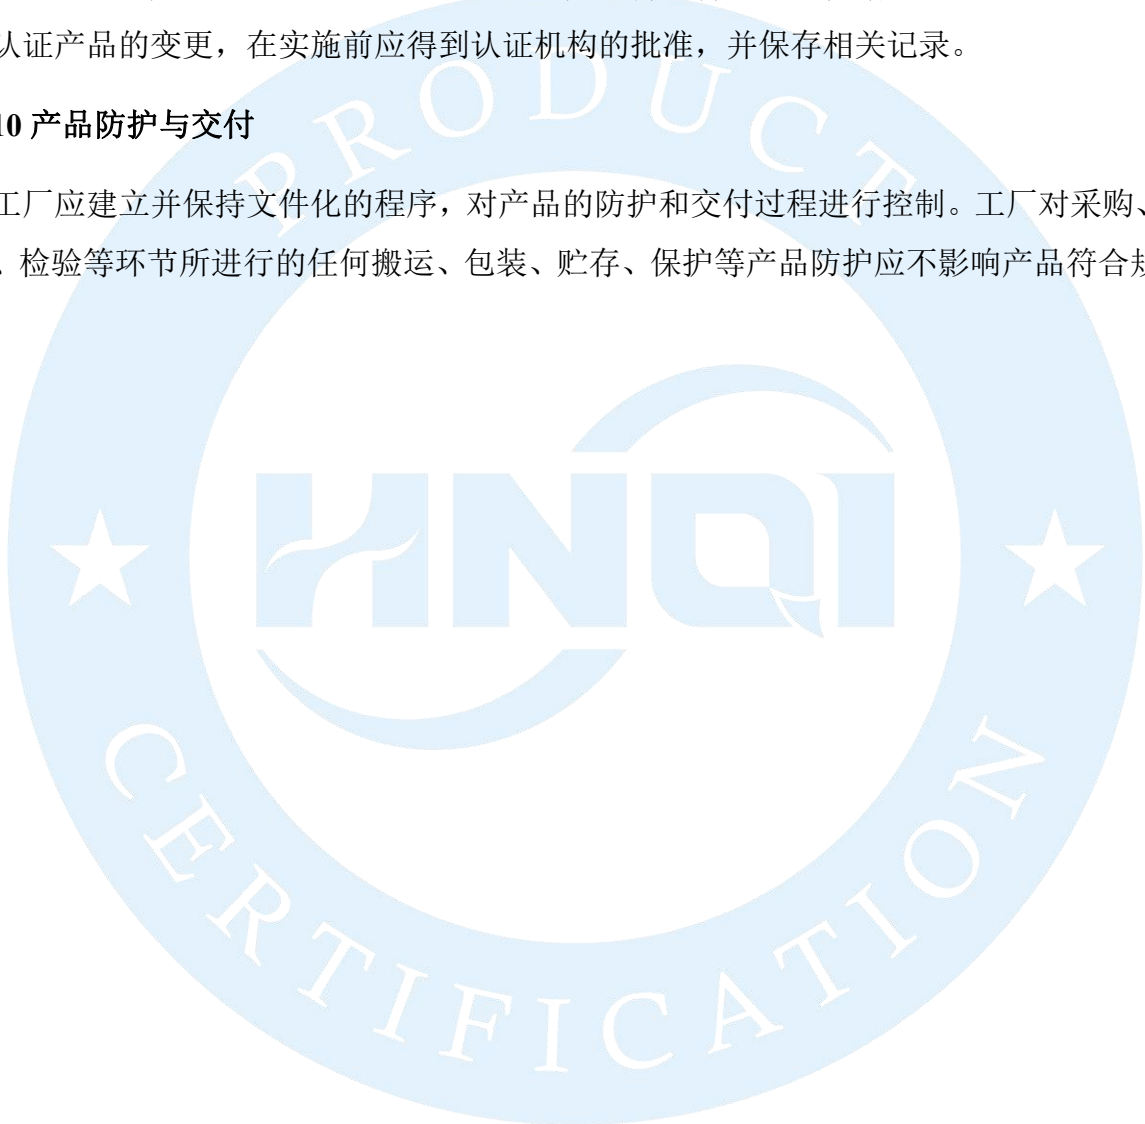 认证产品的变更，在实施前应得到认证机构的批准，并保存相关记录。
10 产品防护与交付
工厂应建立并保持文件化的程序，对产品的防护和交付过程进行控制。工厂对采购、
、检验等环节所进行的任何搬运、包装、贮存、保护等产品防护应不影响产品符合规
PRODUCT
HNQI
CERTIFICATION